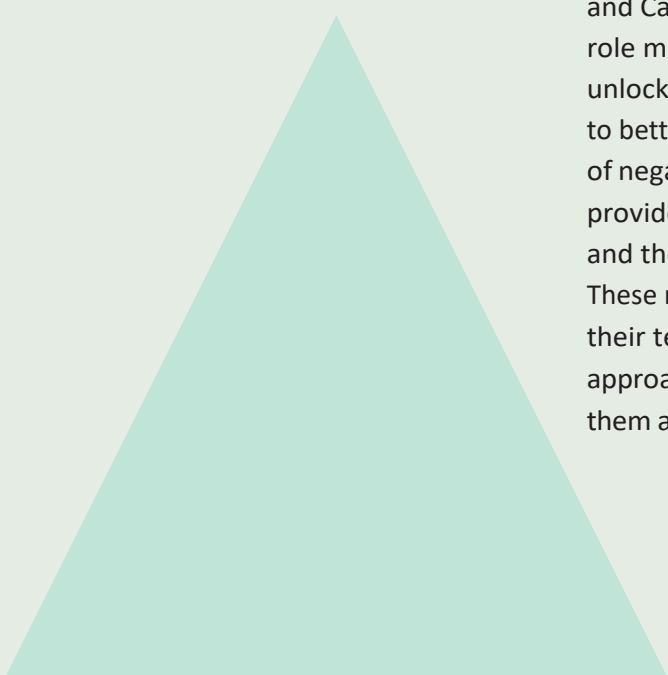 and Ca
role m
unlock
to bett
of nega
provid
and th
These
their te
approa
them a